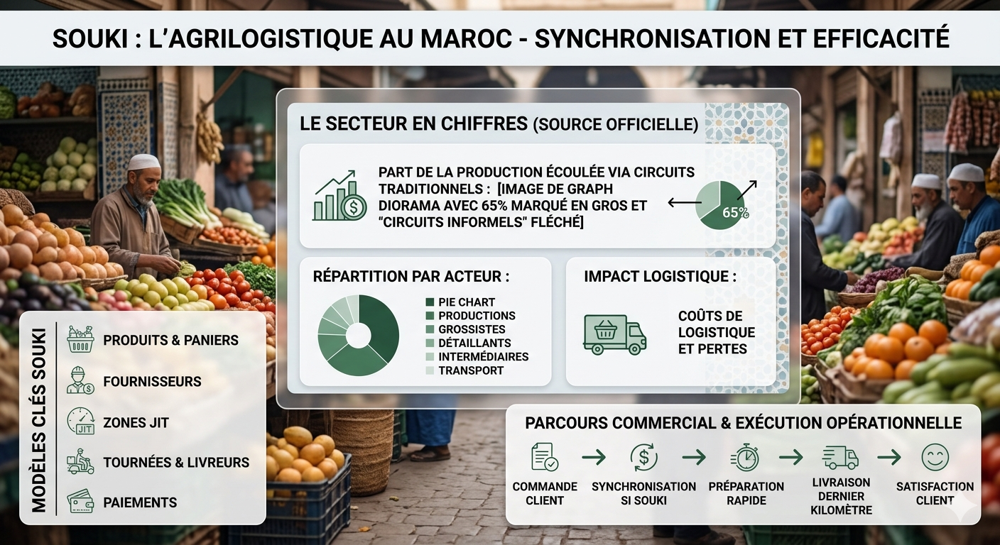 SOUKI : L’AGRILOGISTIQUE AU MAROC - SYNCHRONISATION ET EFFICACITÉ
LE SECTEUR EN CHIFFRES (SOURCE OFFICIELLE)
PART DE LA PRODUCTION ÉCOULÉE VIA CIRCUITS
TRADITIONNELS : [IMAGE DE GRAPH
DIORAMA AVEC 65% MARQUÉ EN GROS ET
"CIRCUITS INFORMELS" FLÉCHÉ]
65%
$
RÉPARTITION PAR ACTEUR :
PIE CHART
PRODUCTIONS
GROSSISTES
DÉTAILLANTS
INTERMÉDIAIRES
TRANSPORT
IMPACT LOGISTIQUE :
COÛTS DE
LOGISTIQUE
ET PERTES
MODÈLES CLÉS SOUKI
PRODUITS & PANIERS
FOURNISSEURS
$
ZONES JIT
JIT
TOURNÉES & LIVREURS
PAIEMENTS
PARCOURS COMMERCIAL & EXÉCUTION OPÉRATIONNELLE
$
COMMANDE
CLIENT
SYNCHRONISATION
SI SOUKI
PRÉPARATION
RAPIDE
LIVRAISON
DERNIER
KILOMÈTRE
SATISFACTION
CLIENT